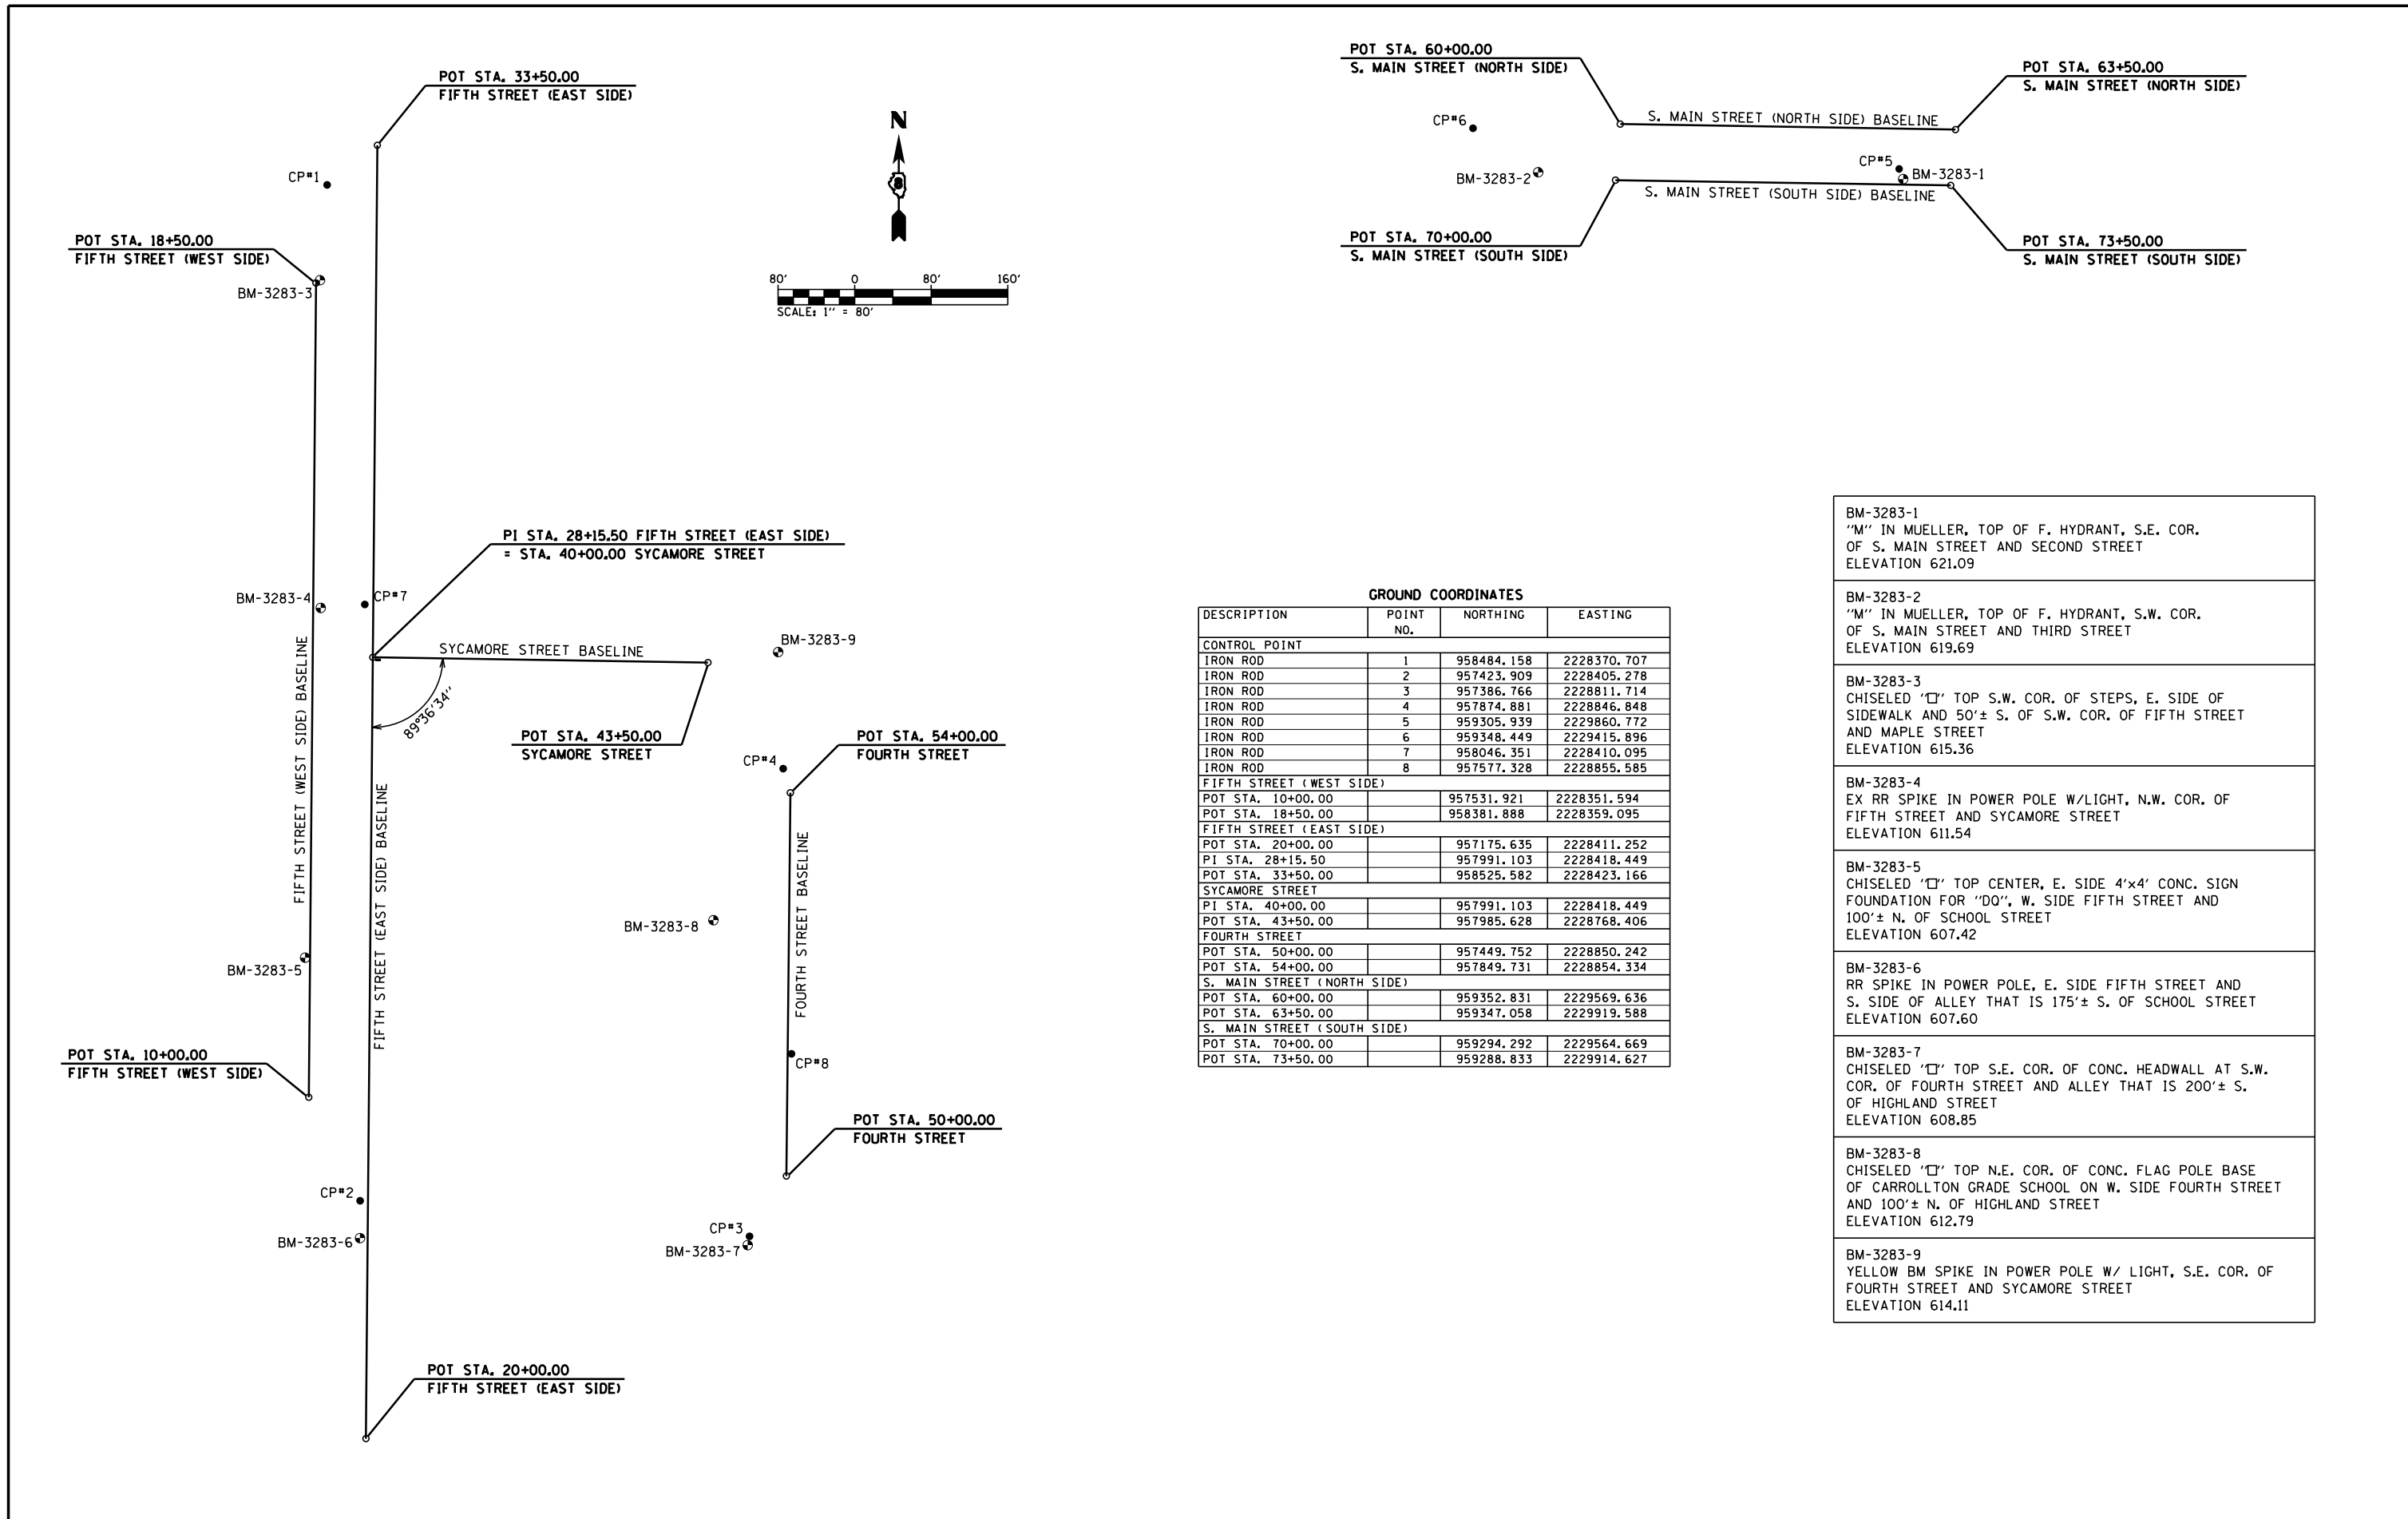 POT STA. 33+50.00
FIFTH STREET (EAST SIDE)
CP#1
POT STA. 18+50.00
FIFTH STREET (WEST SIDE)
BM-3283-3
N
80' 0 80' 160'
SCALE: 1" = 80'
POT STA. 60+00.00
S. MAIN STREET (NORTH SIDE)
POT STA. 63+50.00
S. MAIN STREET (NORTH SIDE)
CP#6
S. MAIN STREET (NORTH SIDE) BASELINE
BM-3283-2
CP#5
BM-3283-1
S. MAIN STREET (SOUTH SIDE) BASELINE
POT STA. 70+00.00
S. MAIN STREET (SOUTH SIDE)
POT STA. 73+50.00
S. MAIN STREET (SOUTH SIDE)
PI STA. 28+15.50 FIFTH STREET (EAST SIDE)
= STA. 40+00.00 SYCAMORE STREET
BM-3283-4
CP#7
SYCAMORE STREET BASELINE
BM-3283-9
89°36'34"
FIFTH STREET (WEST SIDE) BASELINE
POT STA. 43+50.00
SYCAMORE STREET
POT STA. 54+00.00
FOURTH STREET
CP#4
FIFTH STREET (EAST SIDE) BASELINE
FOURTH STREET BASELINE
BM-3283-8
BM-3283-5
POT STA. 10+00.00
FIFTH STREET (WEST SIDE)
CP#8
POT STA. 50+00.00
FOURTH STREET
CP#2
BM-3283-6
CP#3
BM-3283-7
POT STA. 20+00.00
FIFTH STREET (EAST SIDE)
GROUND COORDINATES
DESCRIPTION POINT NORTHING EASTING
NO.
CONTROL POINT
IRON ROD 1 958484.158 2228370.707
IRON ROD 2 957423.909 2228405.278
IRON ROD 3 957386.766 2228811.714
IRON ROD 4 957874.881 2228846.848
IRON ROD 5 959305.939 2229860.772
IRON ROD 6 959348.449 2229415.896
IRON ROD 7 958046.351 2228410.095
IRON ROD 8 957577.328 2228855.585
FIFTH STREET (WEST SIDE)
POT STA. 10+00.00 957531.921 2228351.594
POT STA. 18+50.00 958381.888 2228359.095
FIFTH STREET (EAST SIDE)
POT STA. 20+00.00 957175.635 2228411.252
PI STA. 28+15.50 957991.103 2228418.449
POT STA. 33+50.00 958525.582 2228423.166
SYCAMORE STREET
PI STA. 40+00.00 957991.103 2228418.449
POT STA. 43+50.00 957985.628 2228768.406
FOURTH STREET
POT STA. 50+00.00 957449.752 2228850.242
POT STA. 54+00.00 957849.731 2228854.334
S. MAIN STREET (NORTH SIDE)
POT STA. 60+00.00 959352.831 2229569.636
POT STA. 63+50.00 959347.058 2229919.588
S. MAIN STREET (SOUTH SIDE)
POT STA. 70+00.00 959294.292 2229564.669
POT STA. 73+50.00 959288.833 2229914.627
BM-3283-1
"M" IN MUELLER, TOP OF F. HYDRANT, S.E. COR.
OF S. MAIN STREET AND SECOND STREET
ELEVATION 621.09
BM-3283-2
"M" IN MUELLER, TOP OF F. HYDRANT, S.W. COR.
OF S. MAIN STREET AND THIRD STREET
ELEVATION 619.69
BM-3283-3
CHISELED "□" TOP S.W. COR. OF STEPS, E. SIDE OF
SIDEWALK AND 50'± S. OF S.W. COR. OF FIFTH STREET
AND MAPLE STREET
ELEVATION 615.36
BM-3283-4
EX RR SPIKE IN POWER POLE W/LIGHT, N.W. COR. OF
FIFTH STREET AND SYCAMORE STREET
ELEVATION 611.54
BM-3283-5
CHISELED "□" TOP CENTER, E. SIDE 4'x4' CONC. SIGN
FOUNDATION FOR "DQ", W. SIDE FIFTH STREET AND
100'± N. OF SCHOOL STREET
ELEVATION 607.42
BM-3283-6
RR SPIKE IN POWER POLE, E. SIDE FIFTH STREET AND
S. SIDE OF ALLEY THAT IS 175'± S. OF SCHOOL STREET
ELEVATION 607.60
BM-3283-7
CHISELED "□" TOP S.E. COR. OF CONC. HEADWALL AT S.W.
COR. OF FOURTH STREET AND ALLEY THAT IS 200'± S.
OF HIGHLAND STREET
ELEVATION 608.85
BM-3283-8
CHISELED "□" TOP N.E. COR. OF CONC. FLAG POLE BASE
OF CARROLLTON GRADE SCHOOL ON W. SIDE FOURTH STREET
AND 100'± N. OF HIGHLAND STREET
ELEVATION 612.79
BM-3283-9
YELLOW BM SPIKE IN POWER POLE W/ LIGHT, S.E. COR. OF
FOURTH STREET AND SYCAMORE STREET
ELEVATION 614.11